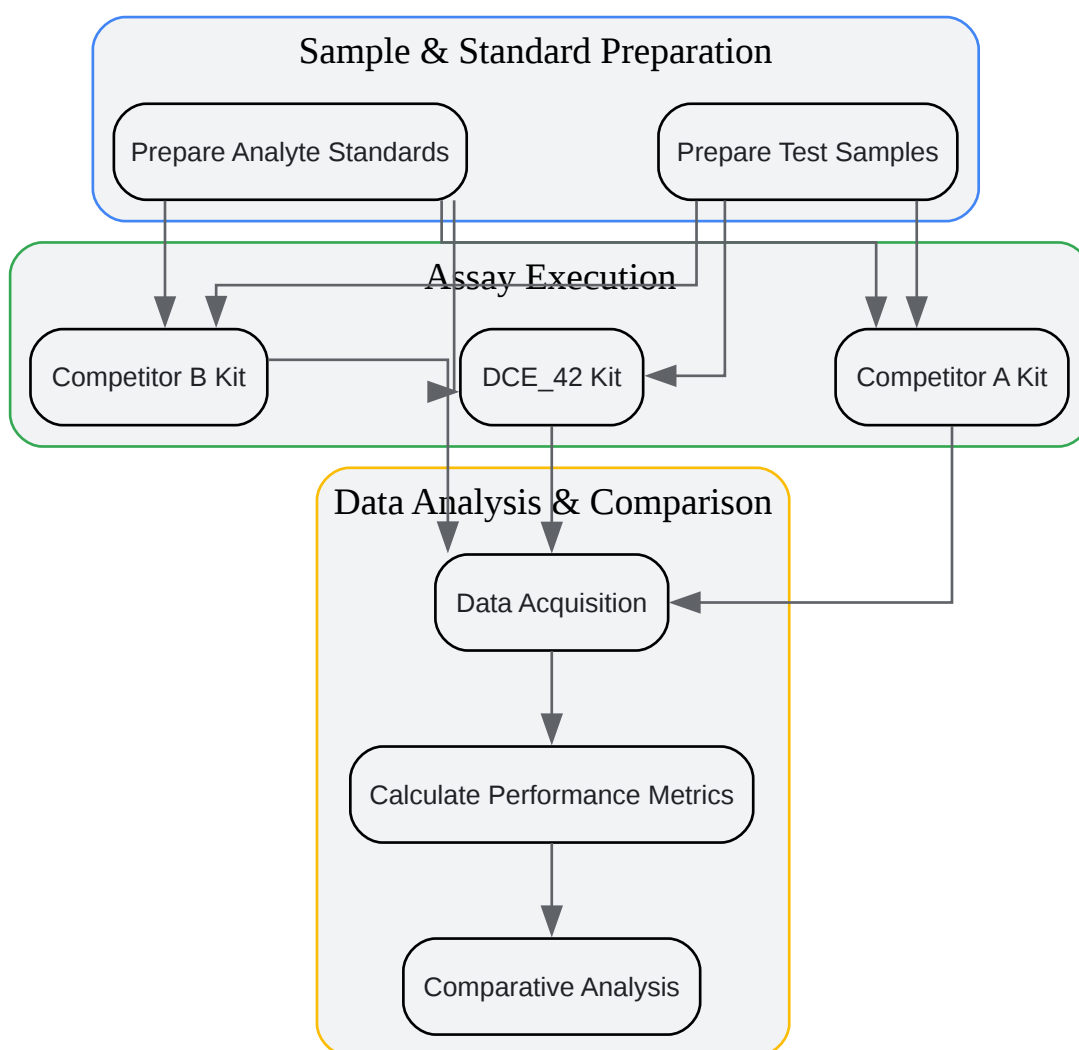 Sample & Standard Preparation
Prepare Analyte Standards
Prepare Test Samples
Assay Execution
Competitor B Kit
DCE_42 Kit
Competitor A Kit
Data Analysis & Comparison
Data Acquisition
Calculate Performance Metrics
Comparative Analysis